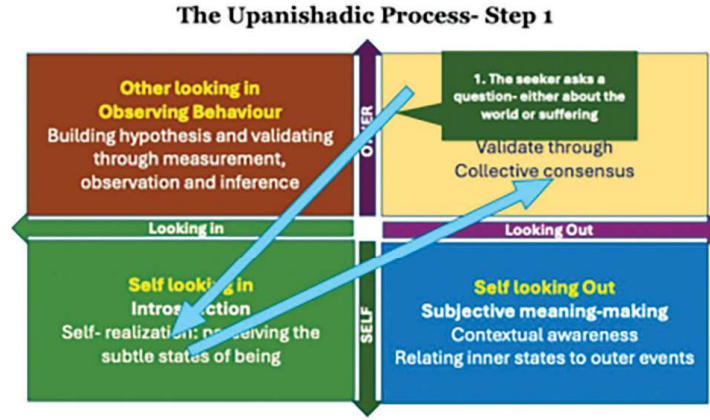 The Upanishadic Process- Step 1
Other looking in
Observing Behaviour
Building hypothesis and validating
through measurement,
observation and inference
1. The seeker asks a
question- either about the
world or suffering
Validate through
Collective consensus
Looking in
Looking Out
SELF
Self looking in
Self- realization: perceiving the
subtle states of being
Self looking Out
Subjective meaning-making
Contextual awareness
Relating inner states to outer events